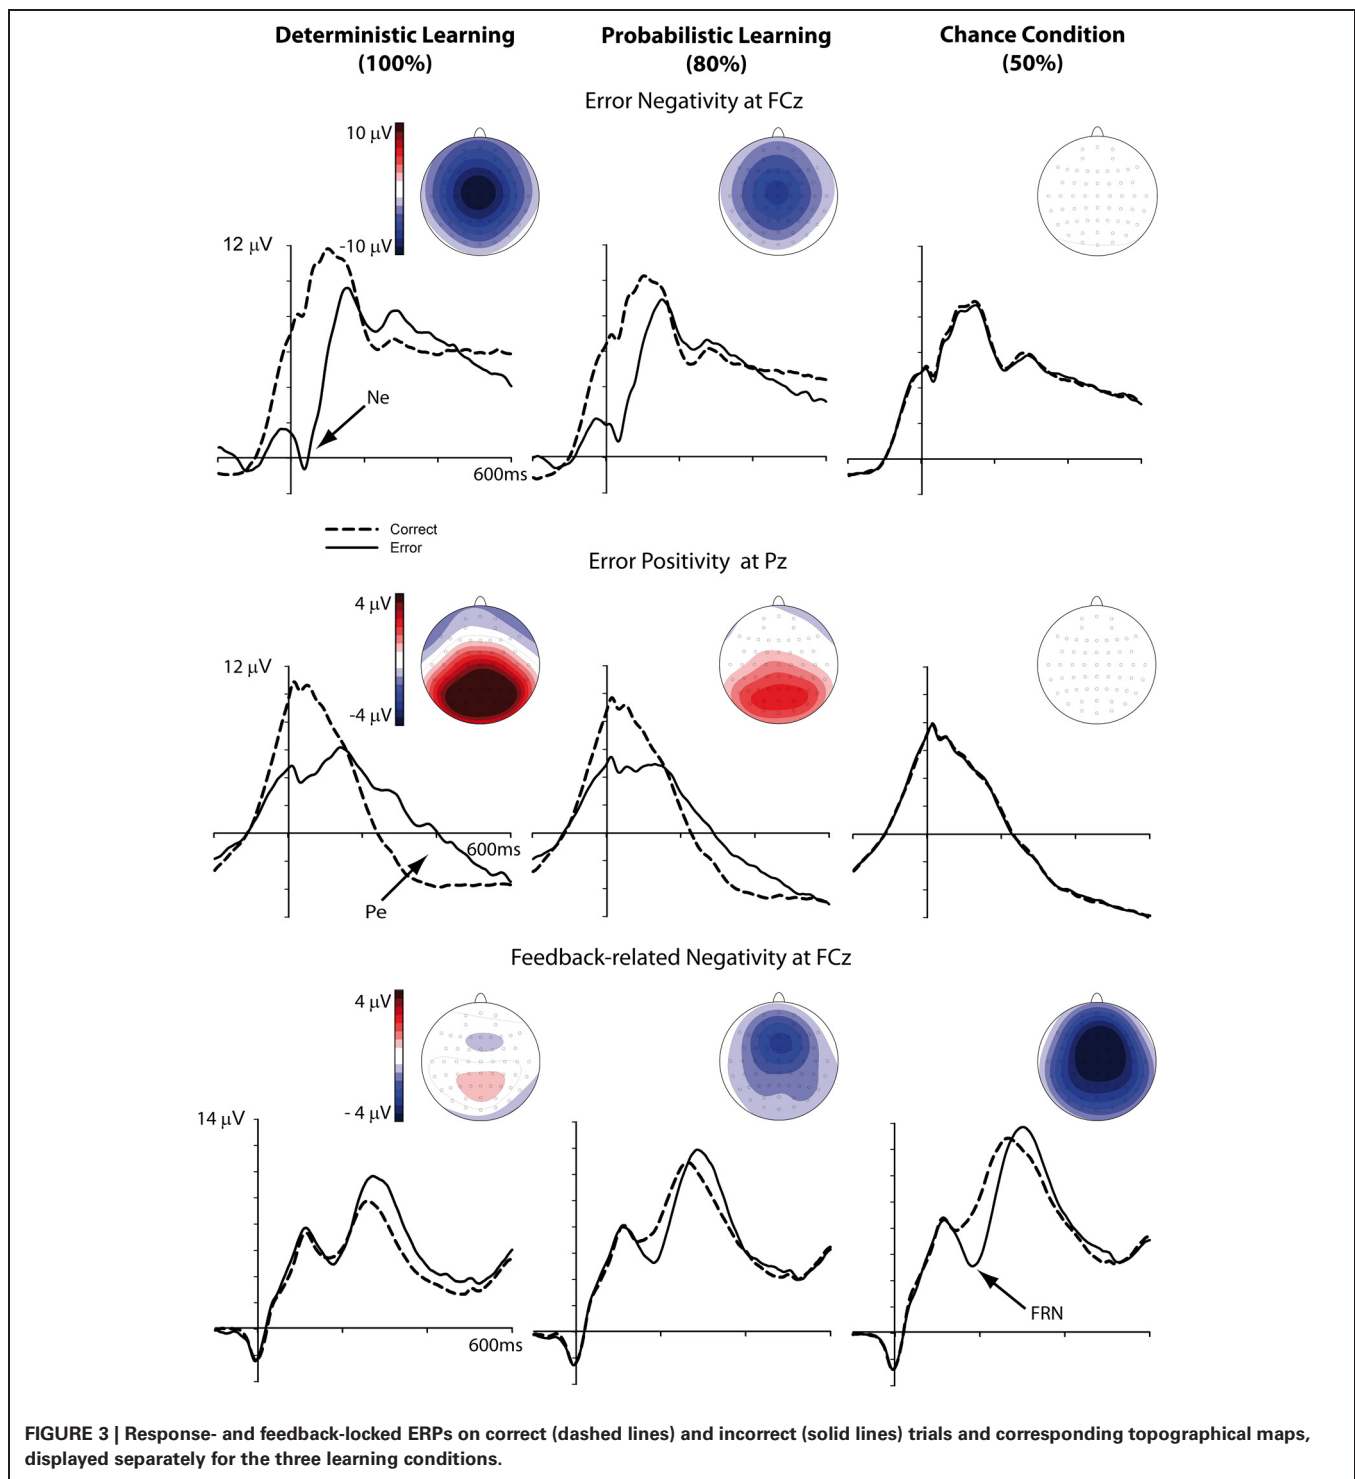 Deterministic Learning
(100%)
Probabilistic Learning
(80%)
Chance Condition
(50%)
Error Negativity at FCz
10 µV
-10 µV
12 µV
Ne
600ms
Correct
Error
Error Positivity at Pz
4 µV
-4 µV
12 µV
600ms
Pe
Feedback-related Negativity at FCz
4 µV
- 4 µV
14 µV
FRN
600ms
FIGURE 3 | Response- and feedback-locked ERPs on correct (dashed lines) and incorrect (solid lines) trials and corresponding topographical maps,
displayed separately for the three learning conditions.